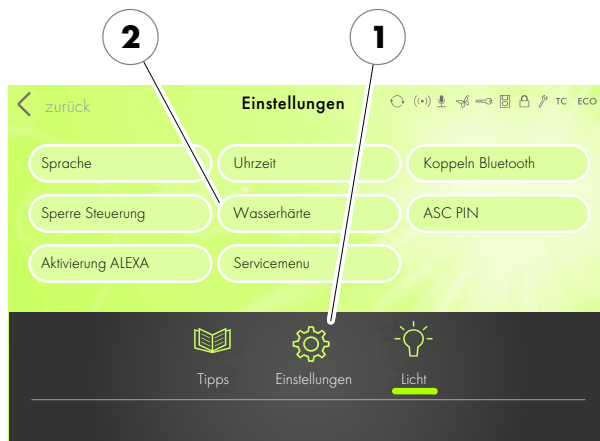 2 1
zurück Einstellungen TC ECO
Sprache Uhrzeit Koppeln Bluetooth
Sperre Steuerung Wasserhärte ASC PIN
Aktivierung ALEXA Servicemenu
Tipps Einstellungen Licht